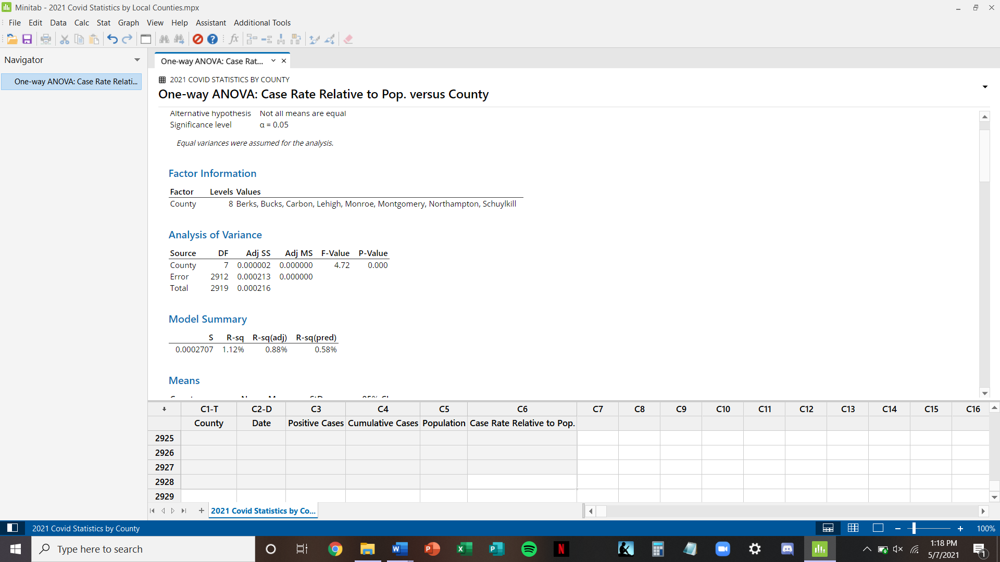 Minitab - 2021 Covid Statistics by Local Counties.mpx
File Edit Data Calc Stat Graph View Help Assistant Additional Tools
Navigator
One-way ANOVA: Case Rat...
One-way ANOVA: Case Rate Relati...
2021 COVID STATISTICS BY COUNTY
One-way ANOVA: Case Rate Relative to Pop. versus County
Alternative hypothesis Not all means are equal
Significance level α = 0.05
Equal variances were assumed for the analysis.
Factor Information
Factor Levels Values
County 8 Berks, Bucks, Carbon, Lehigh, Monroe, Montgomery, Northampton, Schuylkill
Analysis of Variance
Source DF Adj SS Adj MS F-Value P-Value
County 7 0.000002 0.000000 4.72 0.000
Error 2912 0.000213 0.000000
Total 2919 0.000216
Model Summary
S R-sq R-sq(adj) R-sq(pred)
0.0002707 1.12% 0.88% 0.58%
Means
C1-T C2-D C3 C4 C5 C6 C7 C8 C9 C10 C11 C12 C13 C14 C15 C16
County Date Positive Cases Cumulative Cases Population Case Rate Relative to Pop.
2925
2926
2927
2928
2929
2021 Covid Statistics by Co...
2021 Covid Statistics by County
100%
Type here to search
1:18 PM
5/7/2021
1